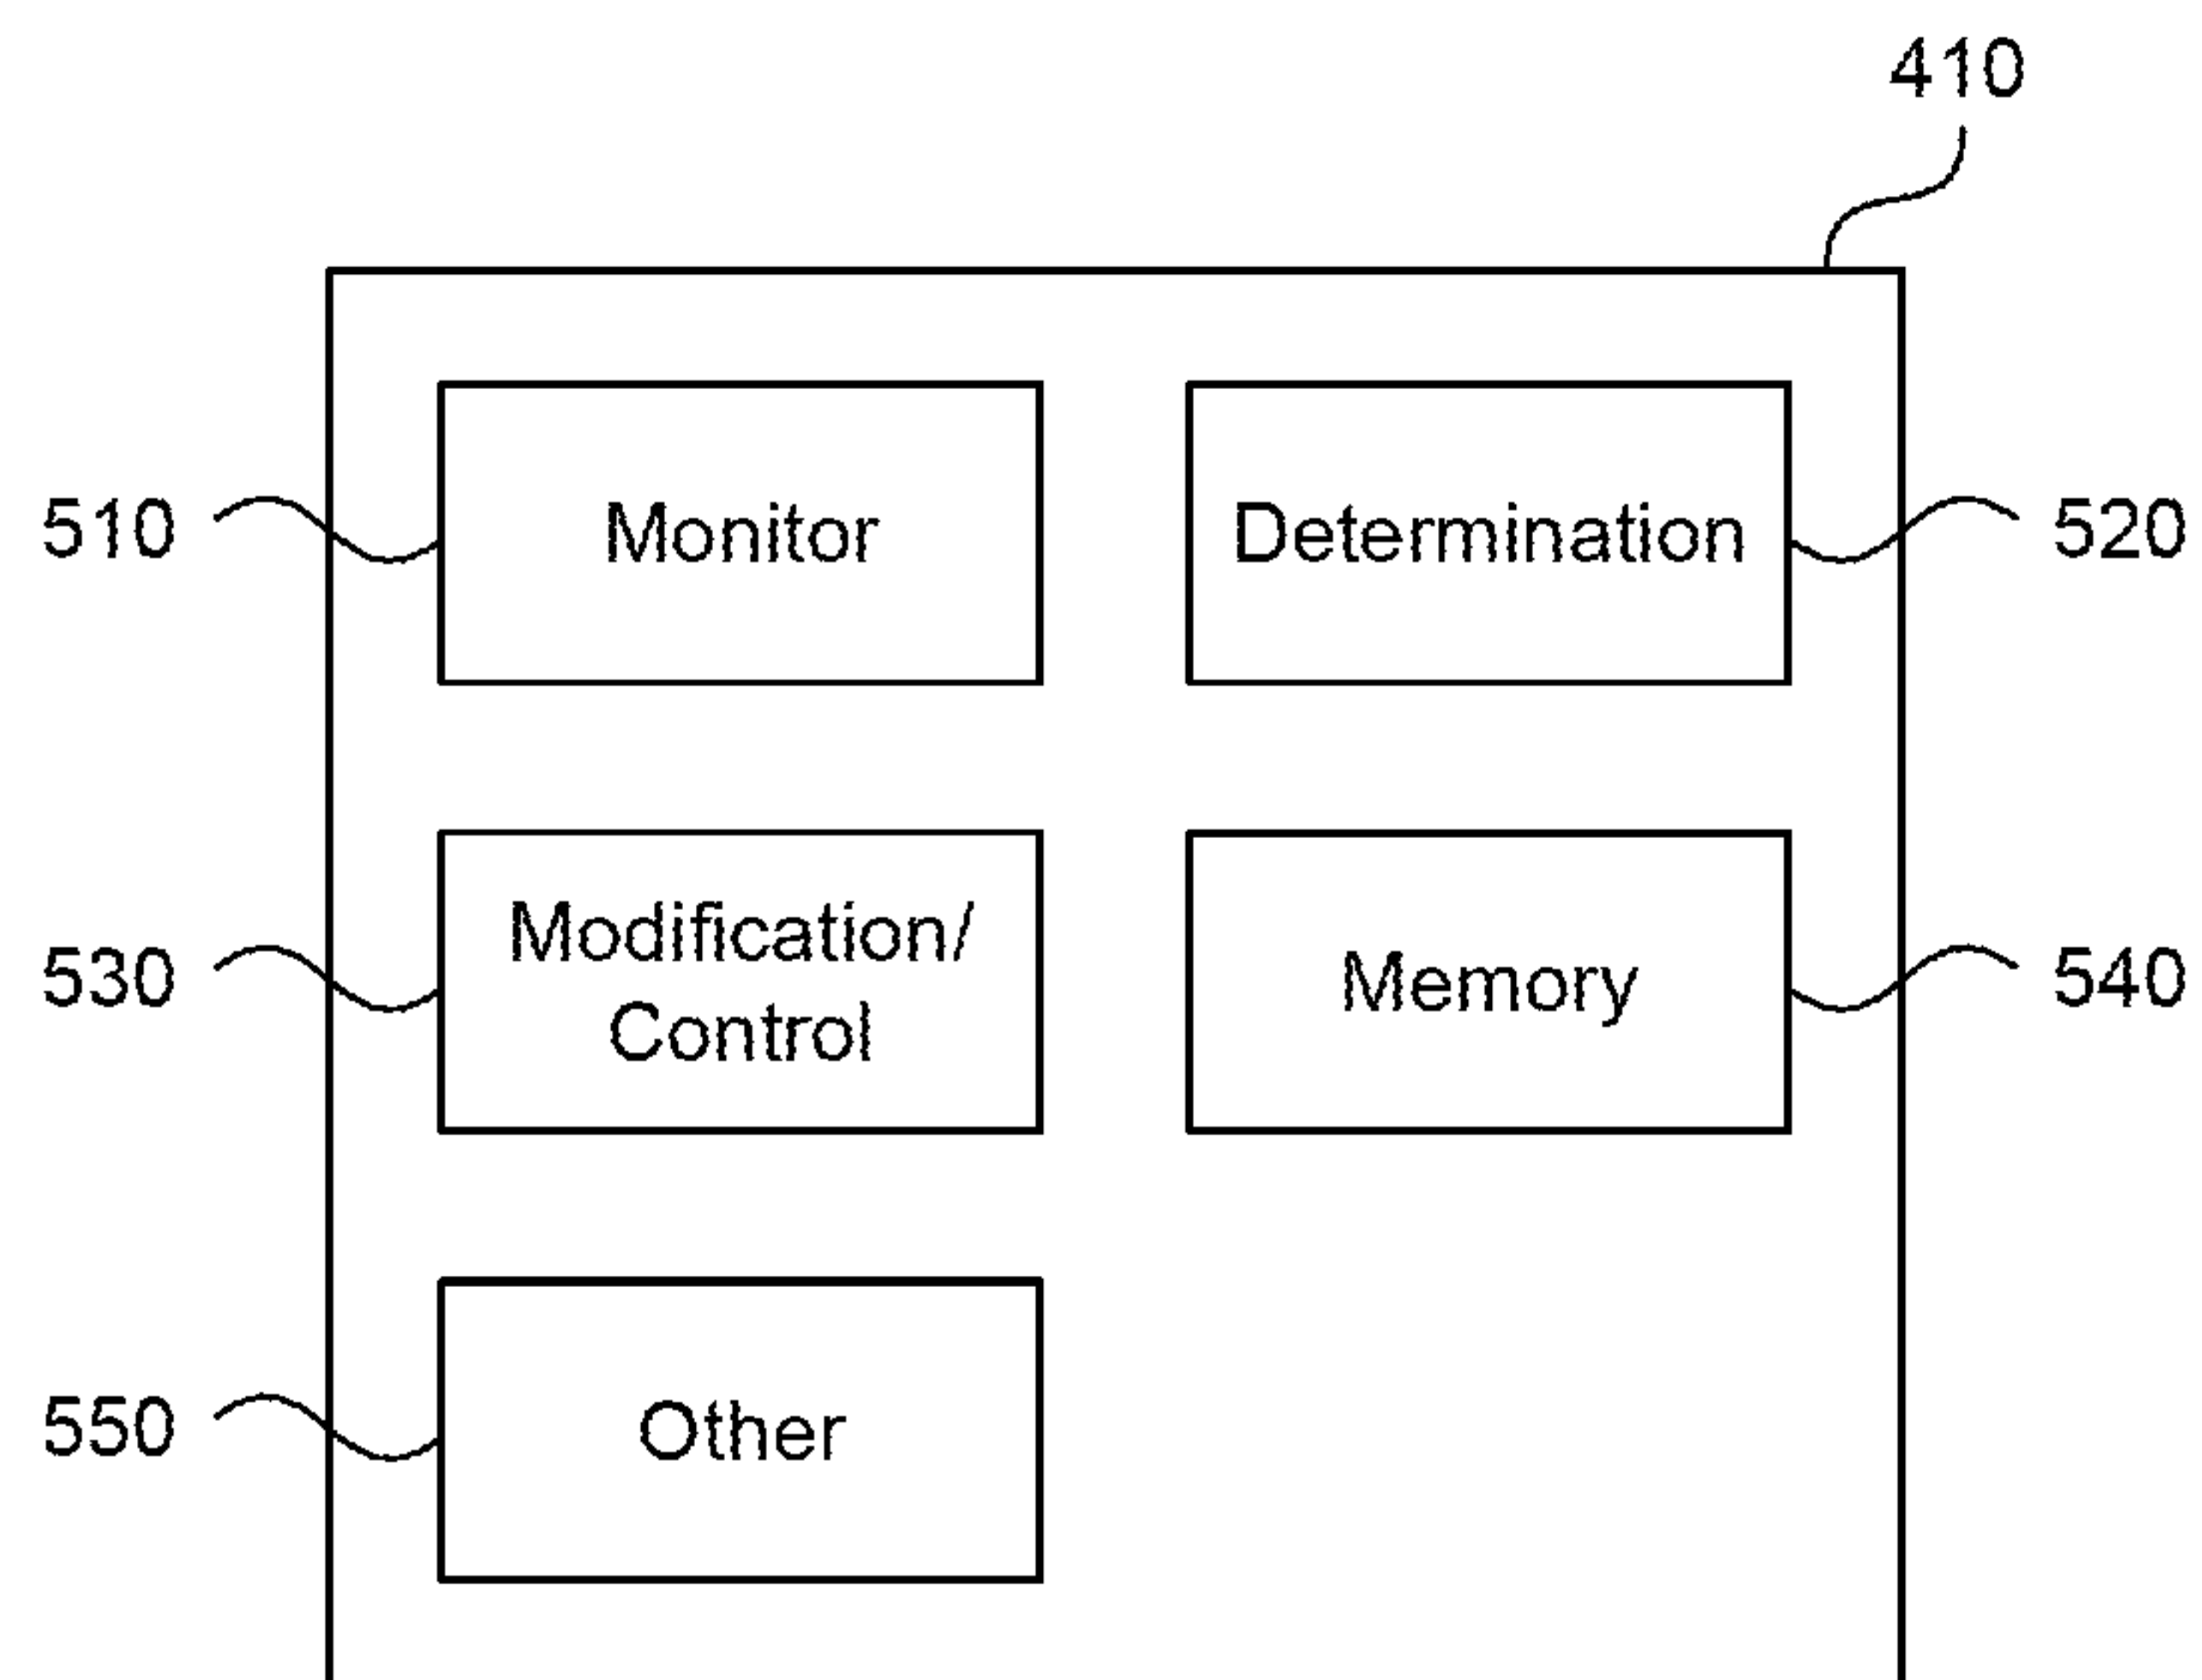 410
510
Monitor
Determination
520
530
Modification/
Control
Memory
540
550
Other